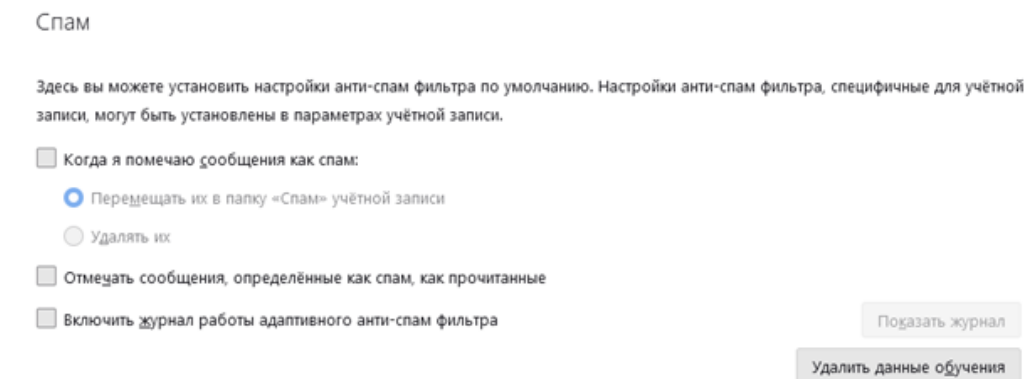 Спам
Здесь вы можете установить настройки анти-спам фильтра по умолчанию. Настройки анти-спам фильтра, специфичные для учётной
записи, могут быть установлены в параметрах учётной записи.
Когда я помечаю сообщения как спам:
Перемещать их в папку «Спам» учётной записи
Удалять их
Отмечать сообщения, определённые как спам, как прочитанные
Включить журнал работы адаптивного анти-спам фильтра
Показать журнал
Удалить данные обучения